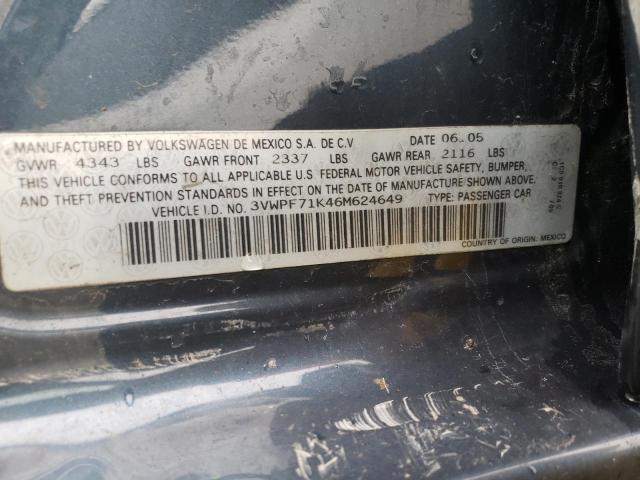 MANUFACTURED BY VOLKSWAGEN DE MEXICO S.A. DE C.V DATE 06.05
GVWR 4343 LBS GAWR FRONT 2337 LBS GAWR REAR 2116 LBS
THIS VEHICLE CONFORMS TO ALL APPLICABLE U.S. FEDERAL MOTOR VEHICLE SAFETY, BUMPER,
AND THEFT PREVENTION STANDARDS IN EFFECT ON THE DATE OF MANUFACTURE SHOWN ABOVE.
VEHICLE I.D. NO. 3VWPF71K46M624649 TYPE: PASSENGER CAR
COUNTRY OF ORIGIN: MEXICO